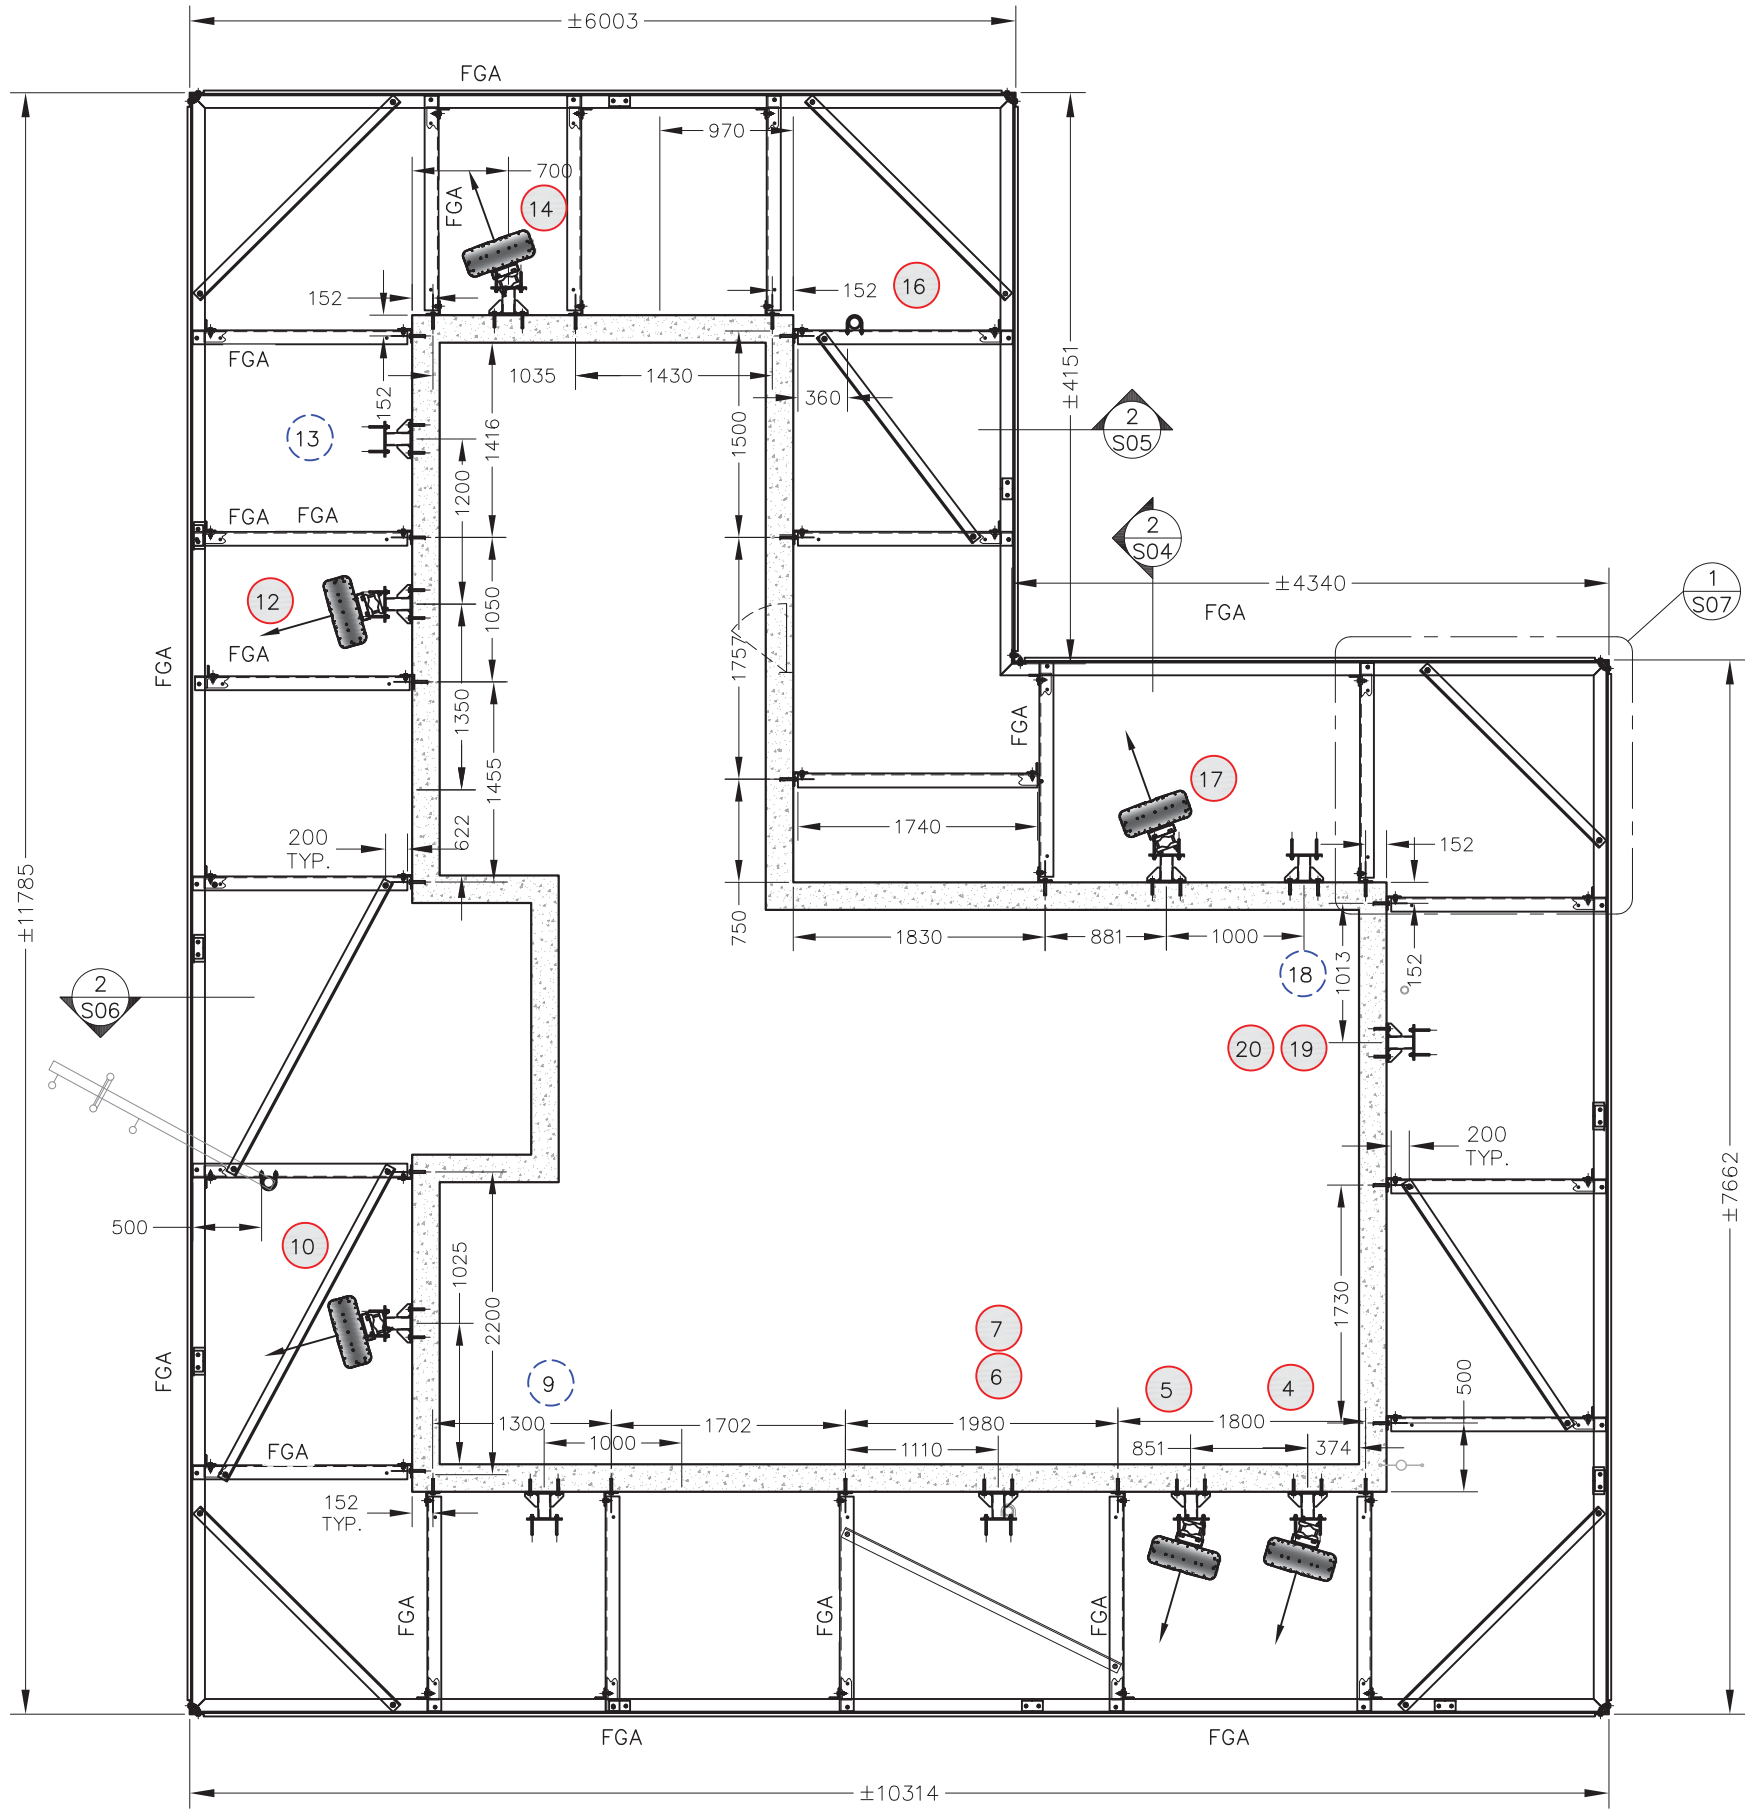 ±6003
FGA
970
700
FGA
14
152
152
16
FGA
1035
1430
360
152
±4151
13
1416
1500
2
S05
1200
FGA
FGA
2
S04
±4340
1
S07
12
1050
FGA
FGA
FGA
1757
1350
FGA
17
1455
200
TYP.
622
1740
152
±11785
750
1830
881
1000
1013
152
18
2
S06
20
19
200
TYP.
±7662
500
10
1025
2200
1730
7
6
FGA
9
5
4
500
1300
1702
1980
1800
1000
1110
851
374
FGA
152
TYP.
FGA
FGA
FGA
FGA
FGA
±10314